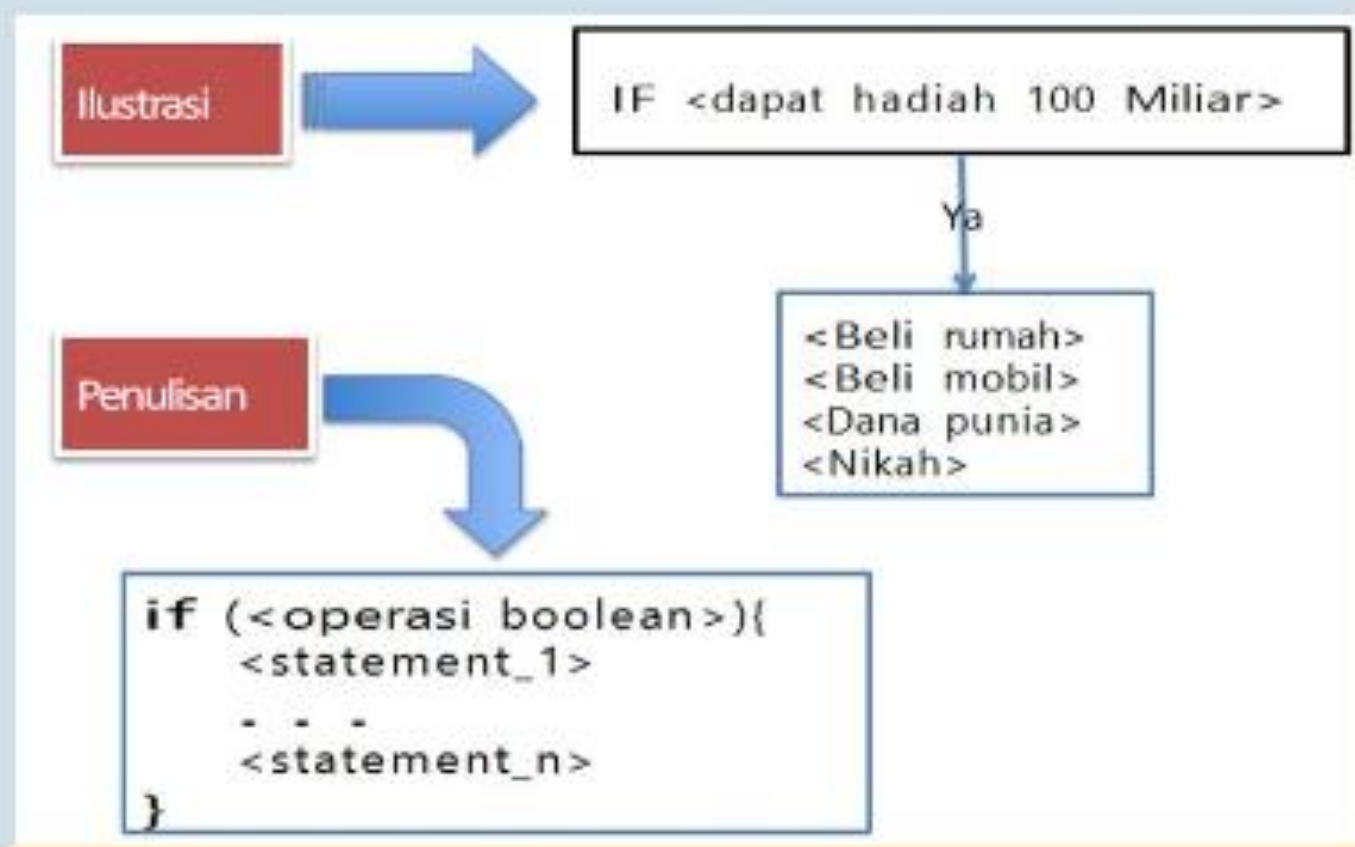 Ilustrasi
IF <dapat hadiah 100 Miliar>
Ya
<Beli rumah>
<Beli mobil>
<Dana punia>
<Nikah>
Penulisan
if (<operasi boolean>){
<statement_1>
- - -
<statement_n>
}